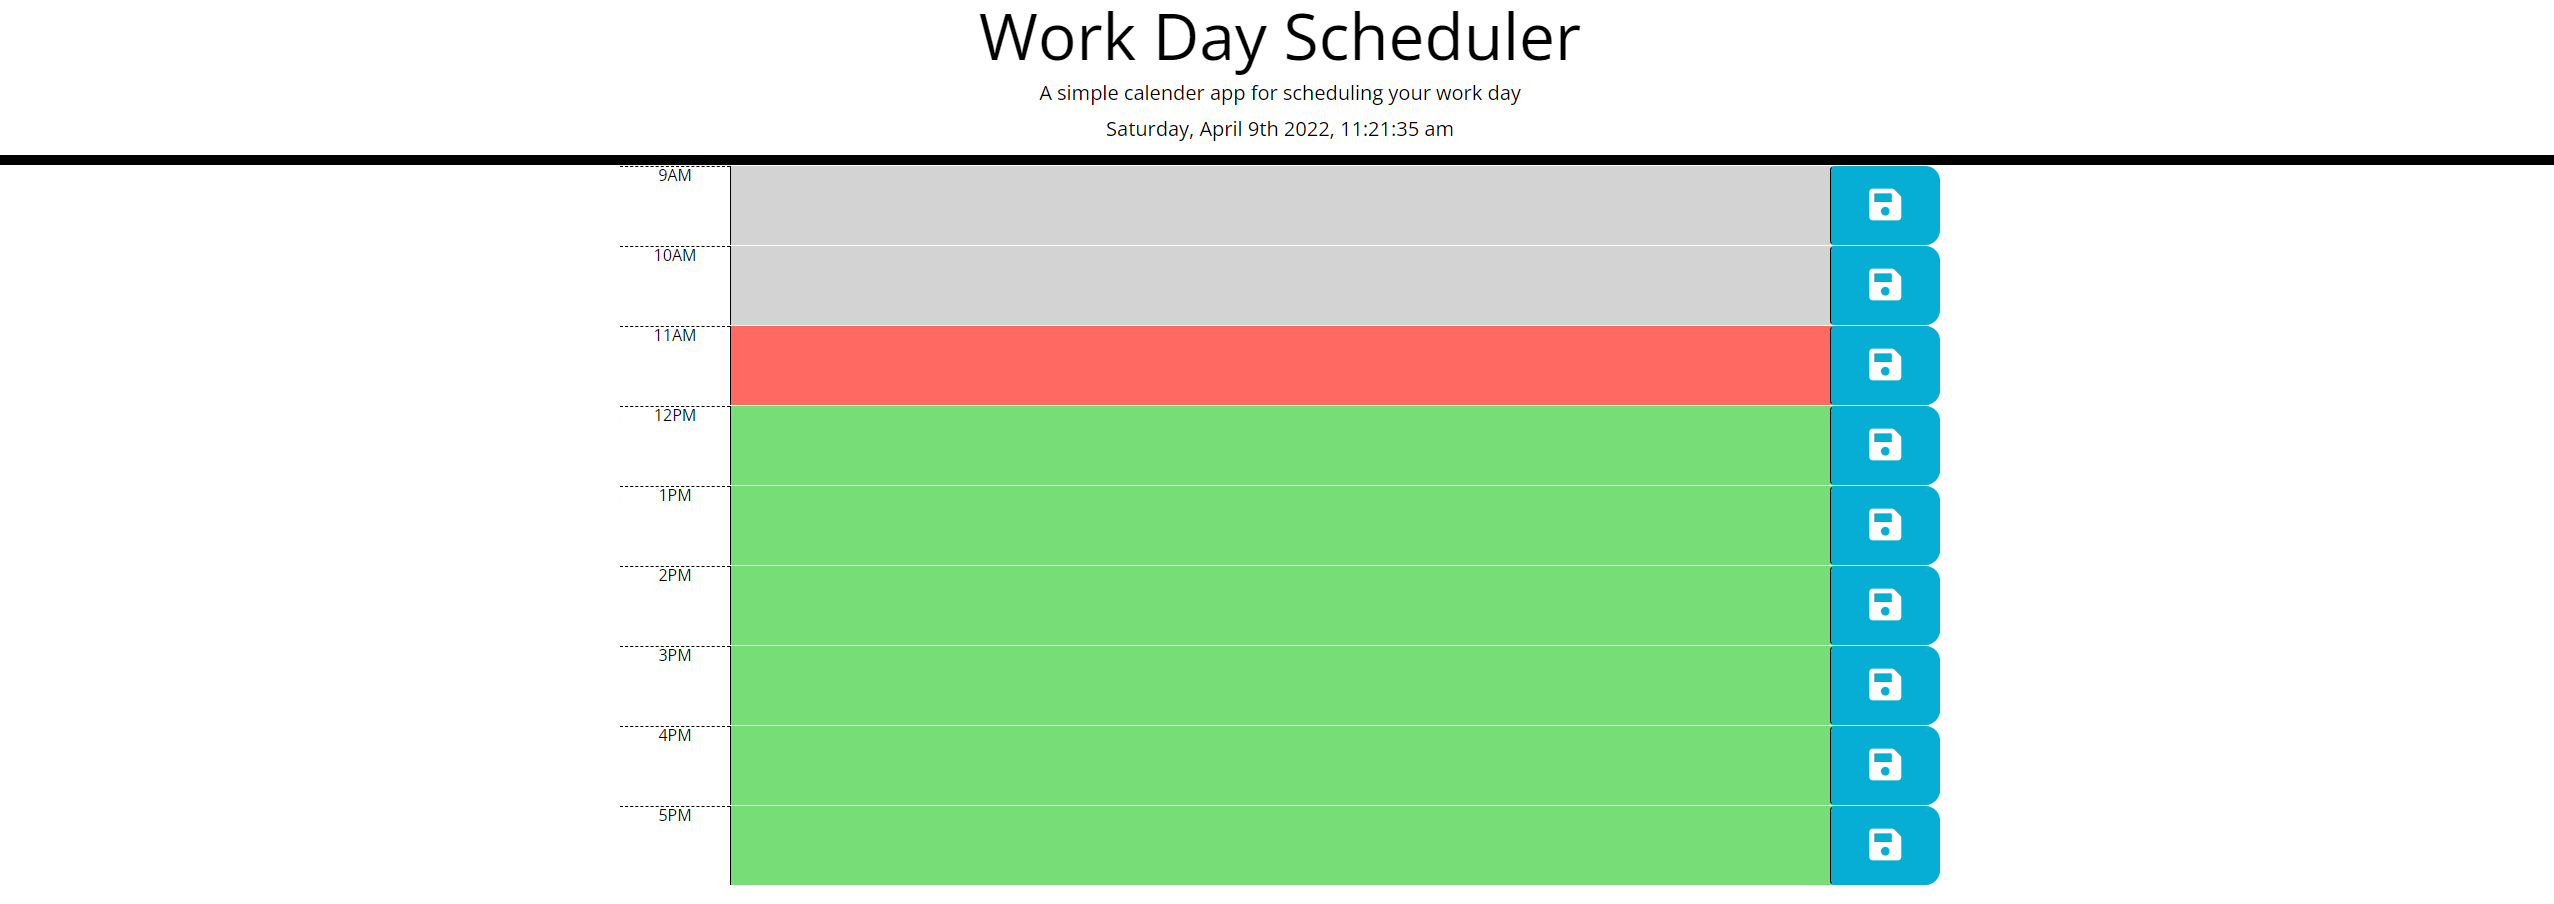 Work Day Scheduler
A simple calender app for scheduling your work day
Saturday, April 9th 2022, 11:21:35 am
9AM
10AM
11AM
12PM
1PM
2PM
3PM
4PM
5PM